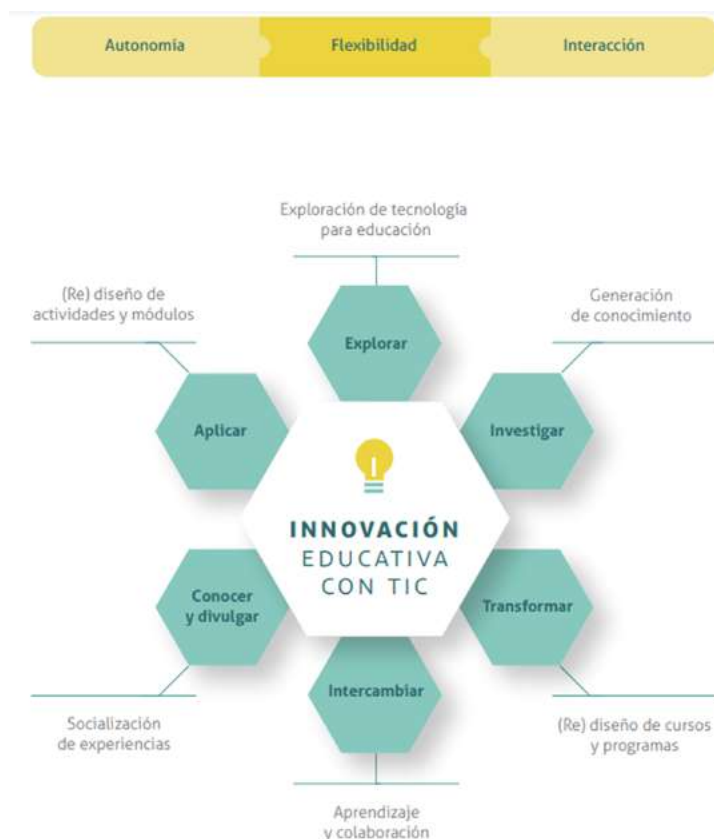 Autonomía
Flexibilidad
Interacción
Exploración de tecnología
para educación
(Re) diseño de
actividades y módulos
Generación
de conocimiento
Explorar
Aplicar
Investigar
INNOVACIÓN
EDUCATIVA
CON TIC
Conocer
y divulgar
Transformar
Intercambiar
Socialización
de experiencias
(Re) diseño de cursos
y programas
Aprendizaje
y colaboración